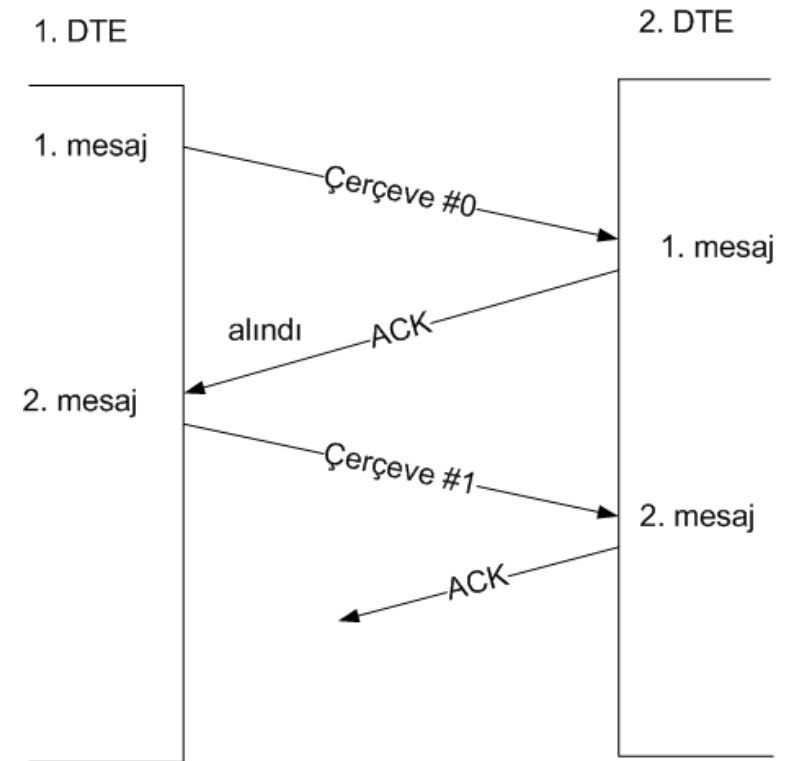 1. DTE
2. DTE
1. mesaj
Çerçeve #0
1. mesaj
alındı
ACK
2. mesaj
Çerçeve #1
2. mesaj
ACK